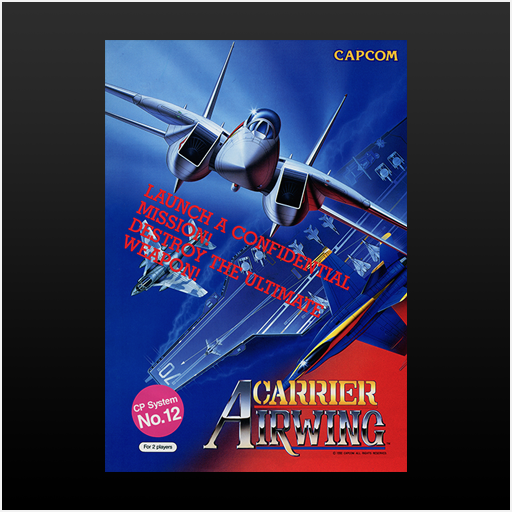 CAPCOM
LAUNCH A CONFIDENTIAL
MISSION!
DESTROY THE ULTIMATE
WEAPON!
CP System
No.12
For 2 players
CARRIER
AIRWING